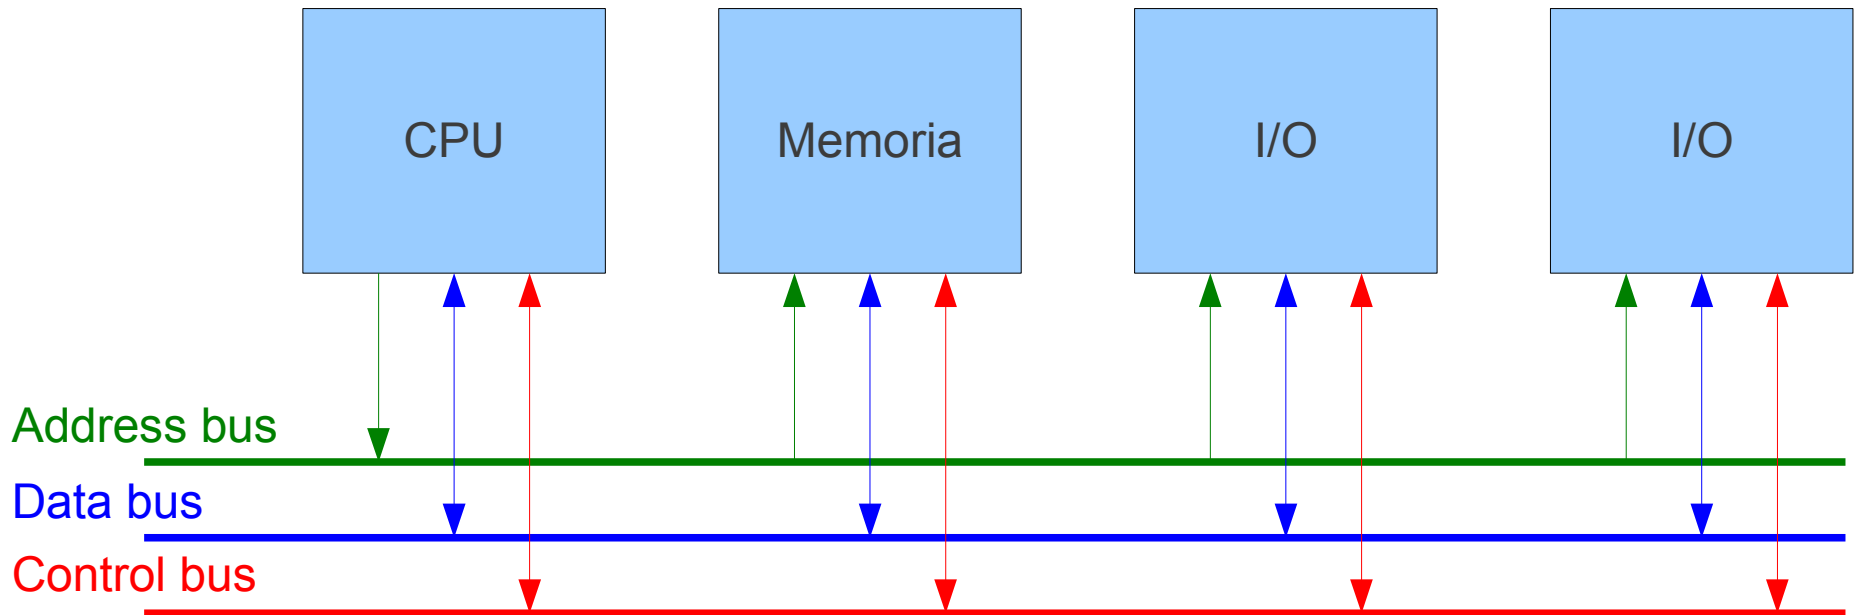 CPU
Memoria
I/O
I/O
Address bus
Data bus
Control bus